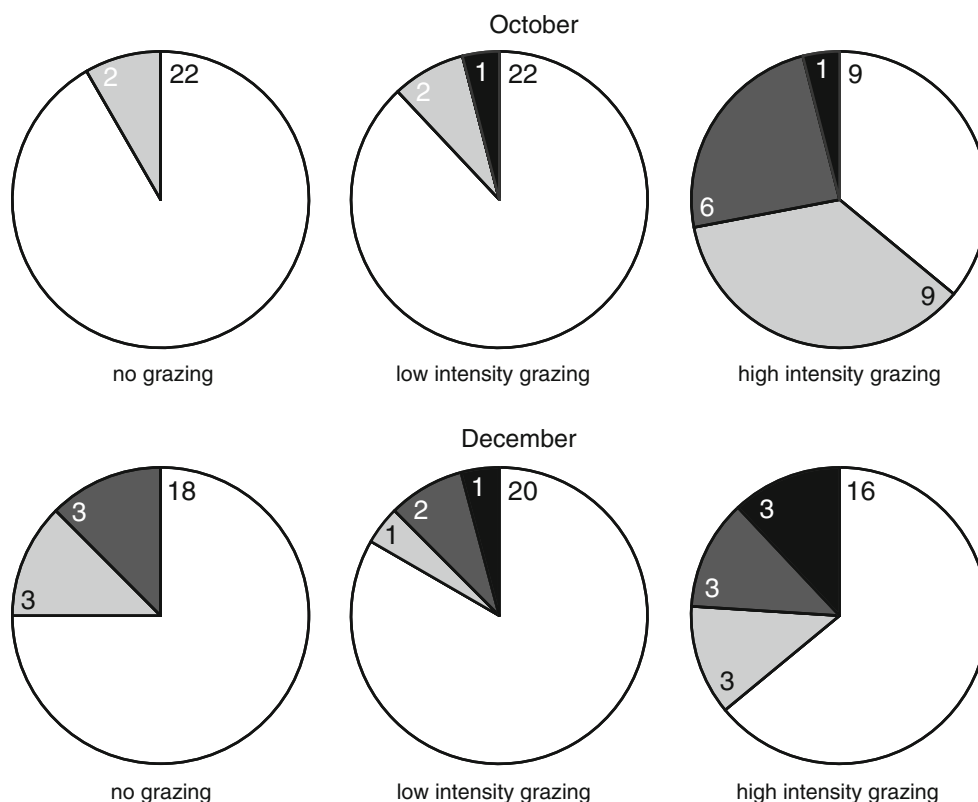 October
2 22
2 1 22
1 9
6
9
no grazing low intensity grazing high intensity grazing
December
3 18
3
2 1 20
1
3 16
3
3
no grazing low intensity grazing high intensity grazing